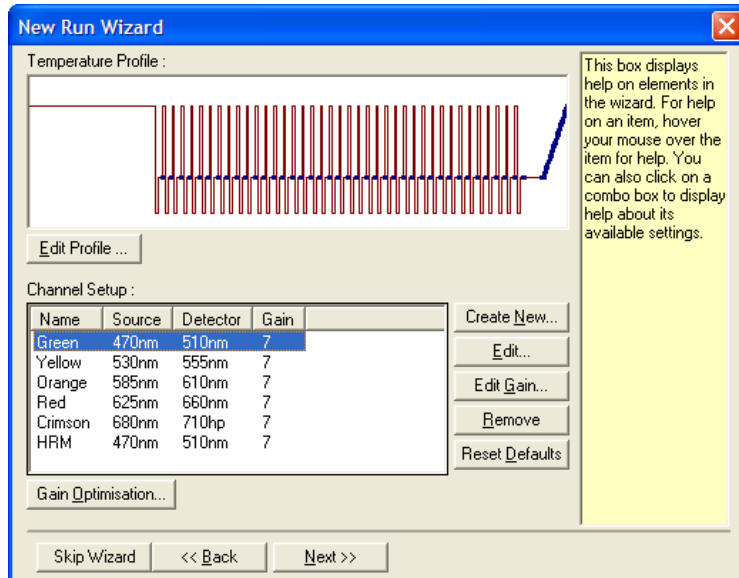 New Run Wizard
Temperature Profile :
Edit Profile ...
Channel Setup :
Name Source Detector Gain
Green 470nm 510nm 7
Yellow 530nm 555nm 7
Orange 585nm 610nm 7
Red 625nm 660nm 7
Crimson 680nm 710hp 7
HRM 470nm 510nm 7
Create New...
Edit...
Edit Gain...
Remove
Reset Defaults
Gain Optimisation...
This box displays
help on elements in
the wizard. For help
on an item, hover
your mouse over the
item for help. You
can also click on a
combo box to display
help about its
available settings.
Skip Wizard << Back Next >>